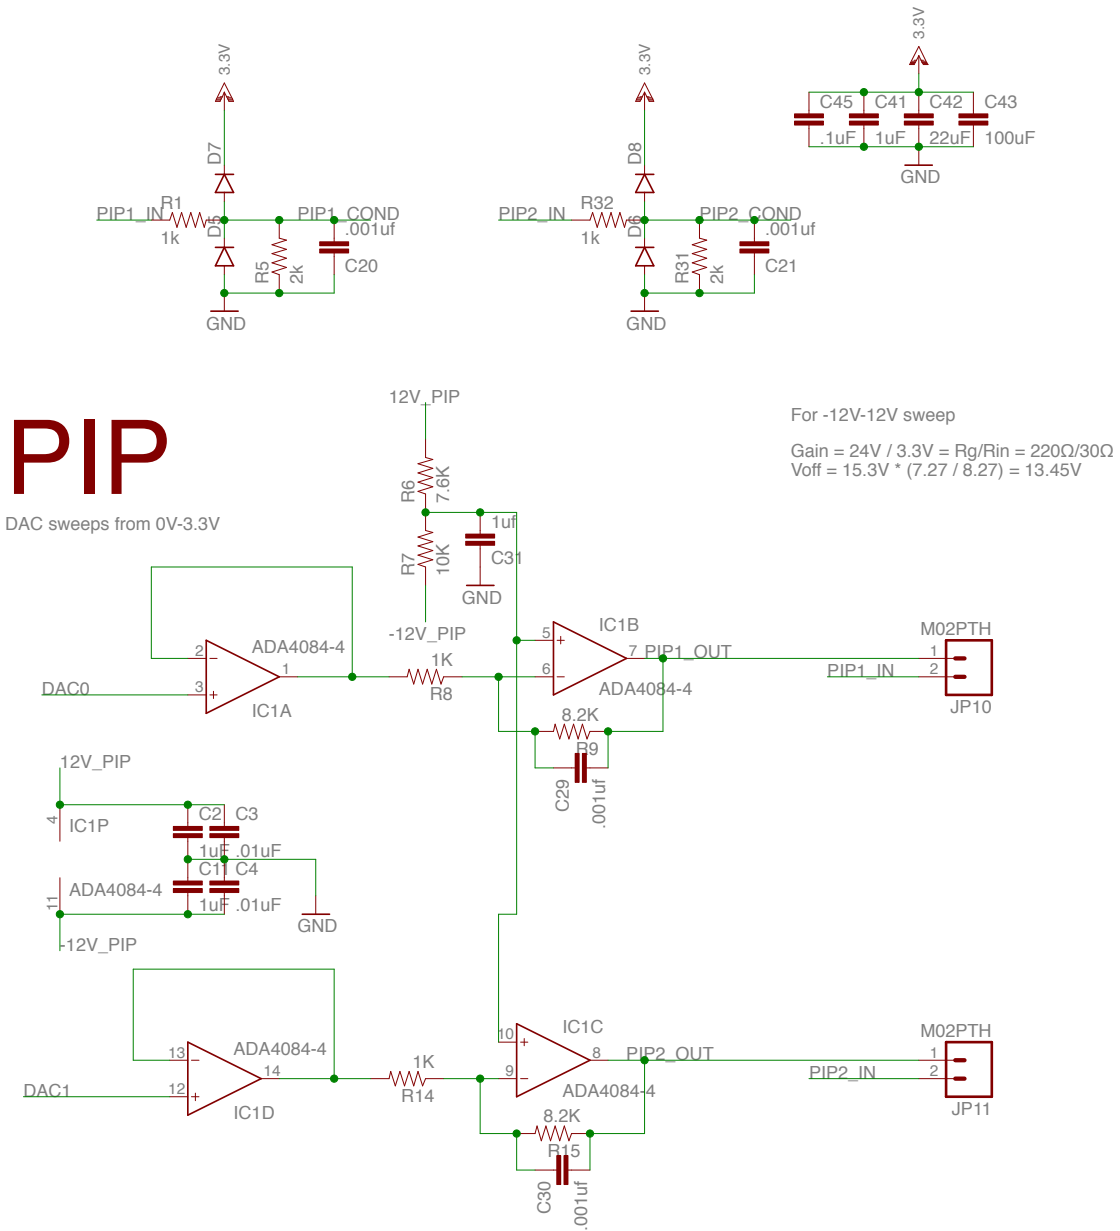 3.3V
D7
PIP1_IN
R1
1k
D5
PIP1_COND
R5
2k
.001uf
C20
GND
3.3V
D8
PIP2_IN
R32
1k
D6
PIP2_COND
R31
2k
.001uf
C21
GND
3.3V
C45
C41
C42
C43
.1uF
1uF
22uF
100uF
GND
PIP
DAC sweeps from 0V-3.3V
12V_PIP
R6
7.6K
R7
10K
1uf
C31
GND
-12V_PIP
For -12V-12V sweep
Gain = 24V / 3.3V = Rg/Rin = 220Ω/30Ω
Voff = 15.3V * (7.27 / 8.27) = 13.45V
DAC0
2
3
1
ADA4084-4
IC1A
1K
R8
5
6
7
IC1B
ADA4084-4
PIP1_OUT
8.2K
R9
C29
.001uf
M02PTH
1
2
PIP1_IN
JP10
12V_PIP
4
IC1P
C2
C3
1uF
.01uF
C11
C4
1uF
.01uF
11
ADA4084-4
-12V_PIP
GND
DAC1
13
12
14
ADA4084-4
IC1D
1K
R14
10
9
8
IC1C
ADA4084-4
PIP2_OUT
8.2K
R15
C30
.001uf
M02PTH
1
2
PIP2_IN
JP11